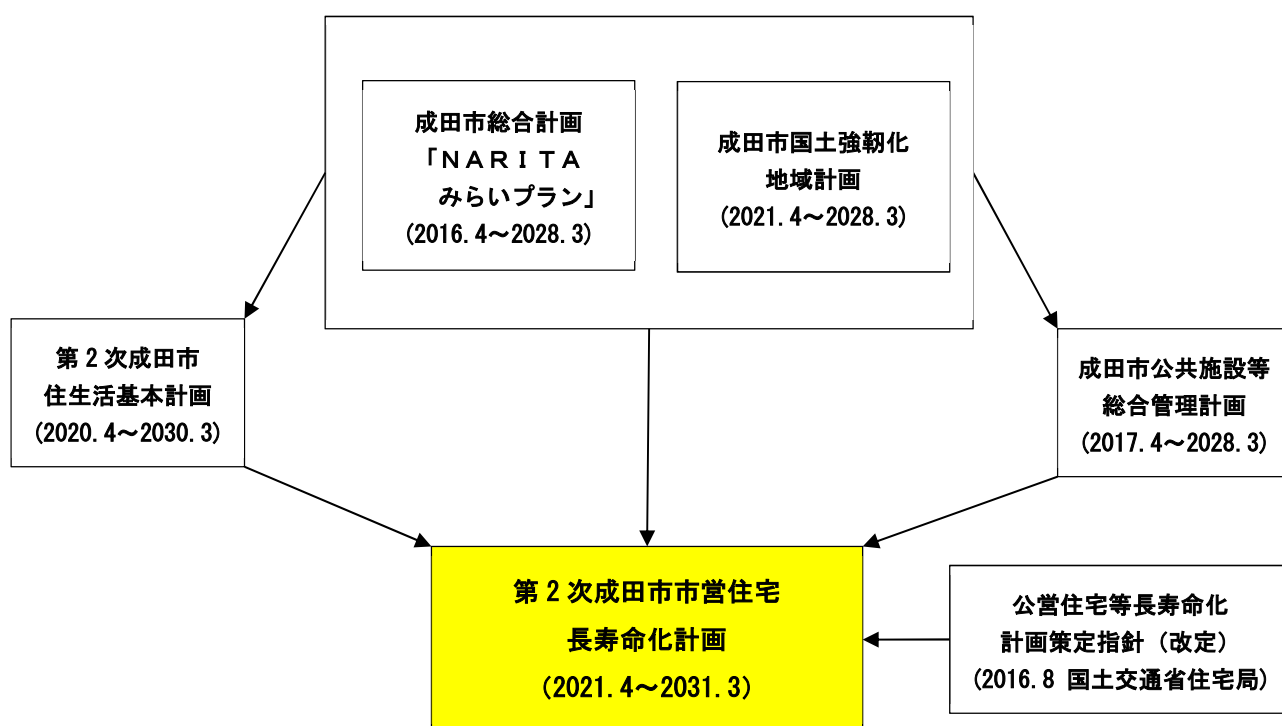 成田市総合計画
「ＮＡＲＩＴＡ
みらいプラン」
(2016.4～2028.3)
成田市国土強靭化
地域計画
(2021.4～2028.3)
第２次成田市
住生活基本計画
(2020.4～2030.3)
成田市公共施設等
総合管理計画
(2017.4～2028.3)
第２次成田市市営住宅
長寿命化計画
(2021.4～2031.3)
公営住宅等長寿命化
計画策定指針（改定）
(2016.8 国土交通省住宅局)